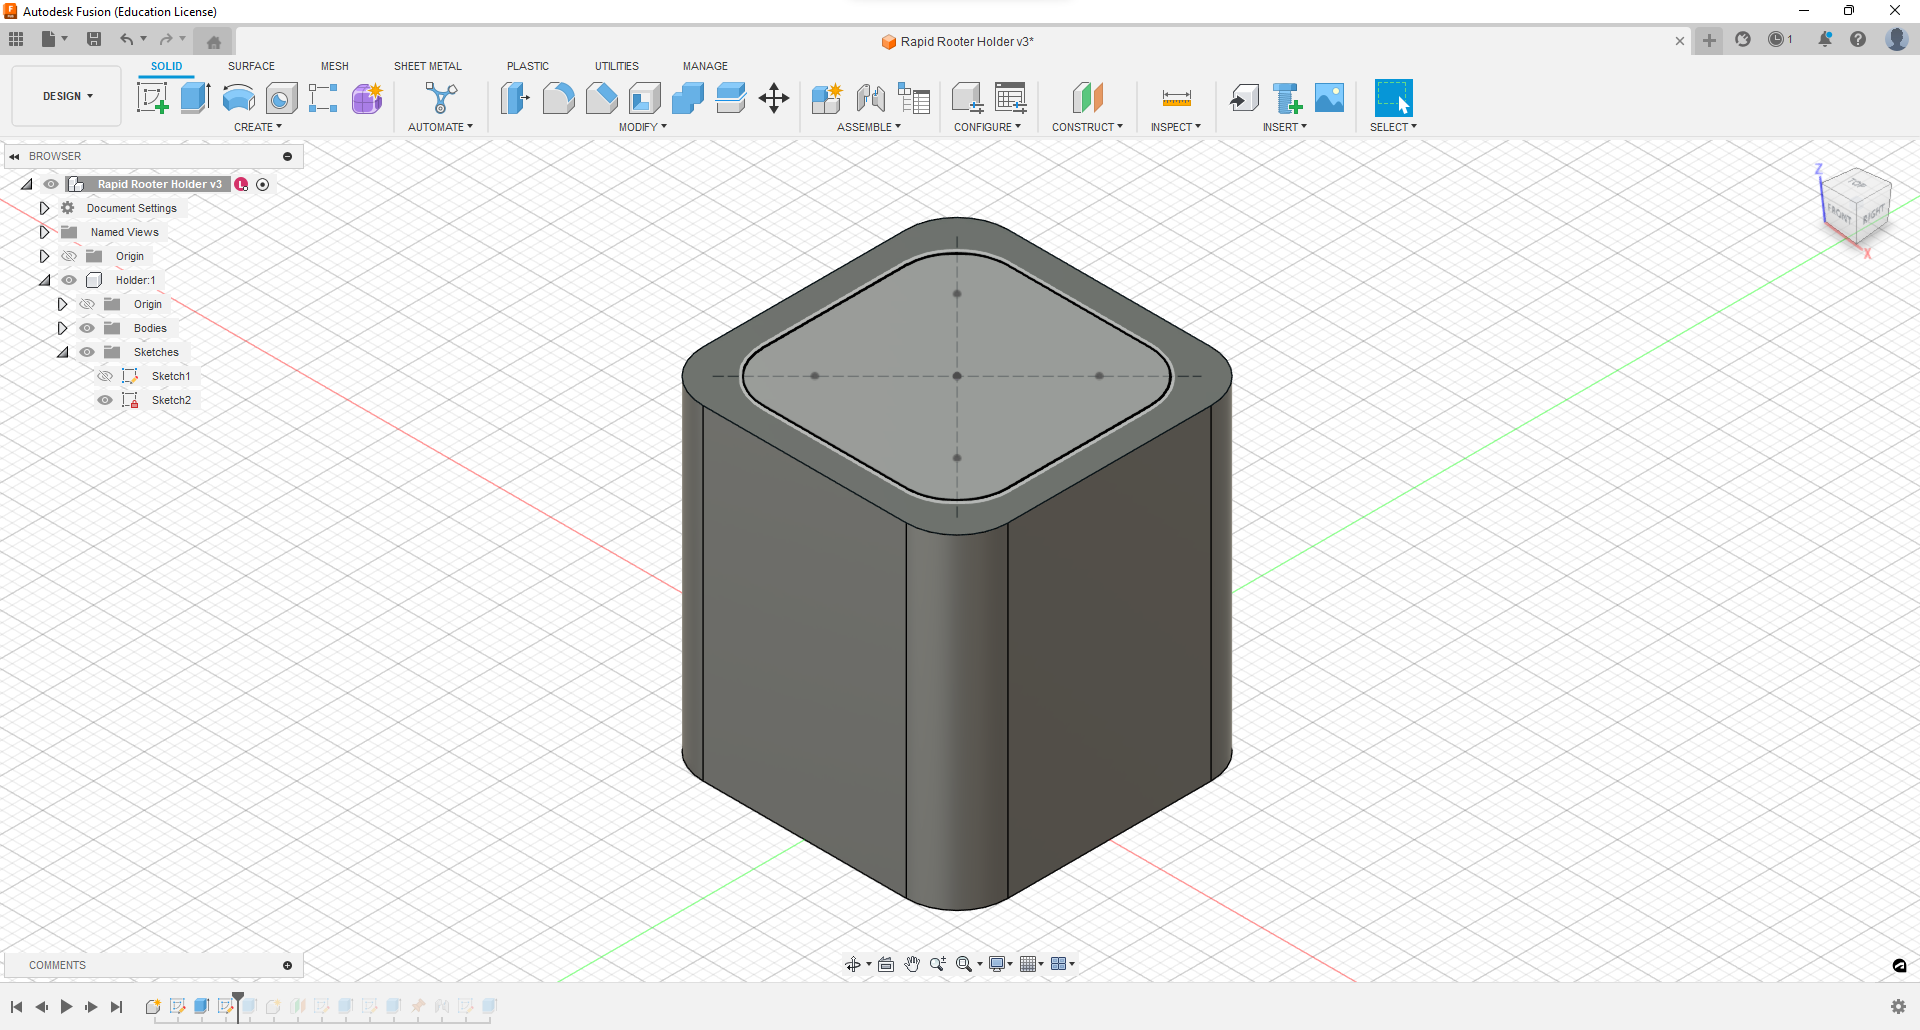 Autodesk Fusion (Education License)
Rapid Rooter Holder v3*
1
DESIGN
SOLID SURFACE MESH SHEET METAL PLASTIC UTILITIES MANAGE
CREATE AUTOMATE MODIFY ASSEMBLE CONFIGURE CONSTRUCT INSPECT INSERT SELECT
BROWSER
Rapid Rooter Holder v3 L
Document Settings
Named Views
Origin
Holder:1
Origin
Bodies
Sketches
Sketch1
Sketch2
Z
TOP
FRONT RIGHT
X
COMMENTS